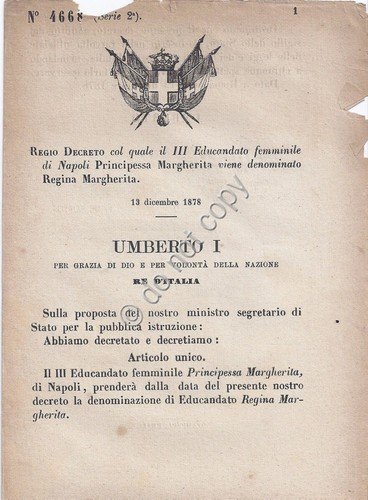 N° 4668 (Serie 2ª).
1
REGIO DECRETO col quale il III Educandato femminile
di Napoli Principessa Margherita viene denominato
Regina Margherita.
13 dicembre 1878
UMBERTO I
PER GRAZIA DI DIO E PER VOLONTÀ DELLA NAZIONE
RE D'ITALIA
Sulla proposta del nostro ministro segretario di
Stato per la pubblica istruzione:
Abbiamo decretato e decretiamo:
Articolo unico.
Il III Educandato femminile Principessa Margherita,
di Napoli, prenderà dalla data del presente nostro
decreto la denominazione di Educandato Regina Mar-
gherita.
do not copy